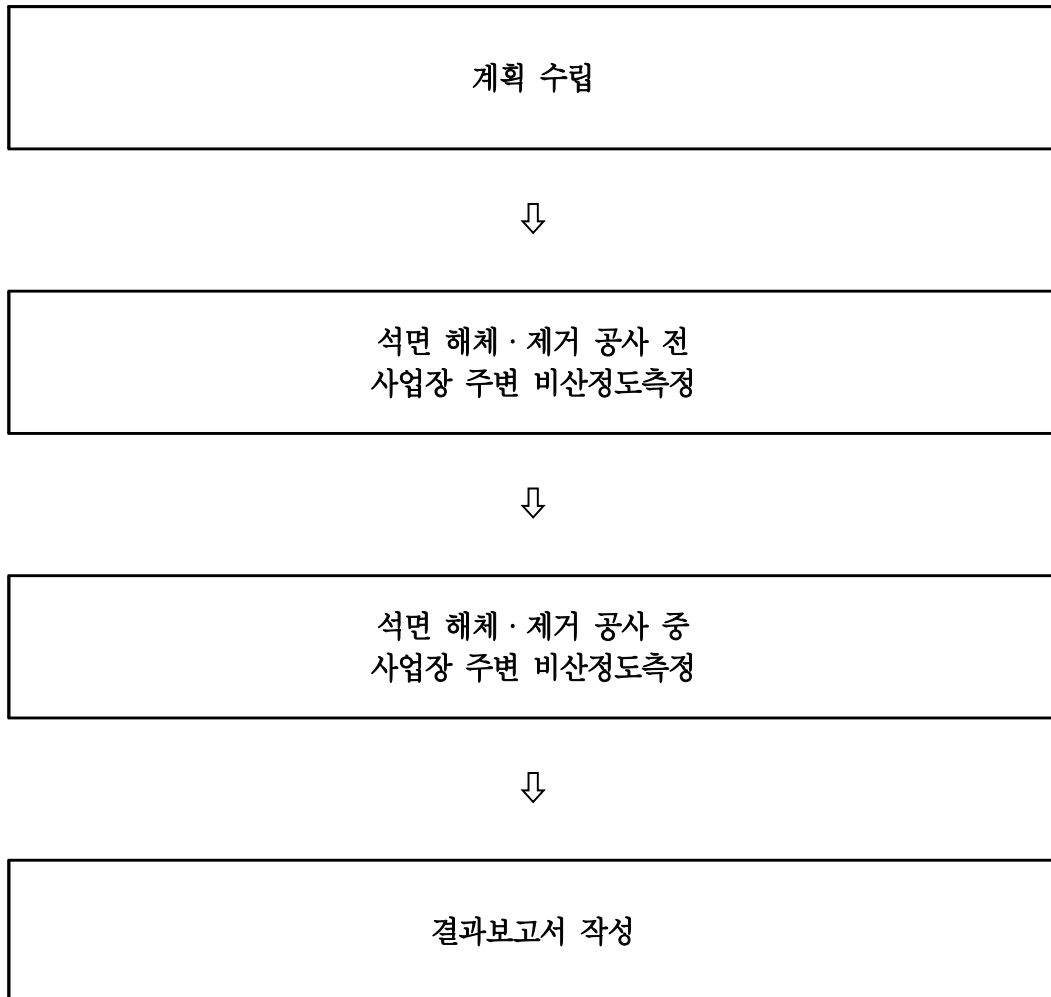 계획 수립
⇩
석면 해체 · 제거 공사 전
사업장 주변 비산정도측정
⇩
석면 해체 · 제거 공사 중
사업장 주변 비산정도측정
⇩
결과보고서 작성